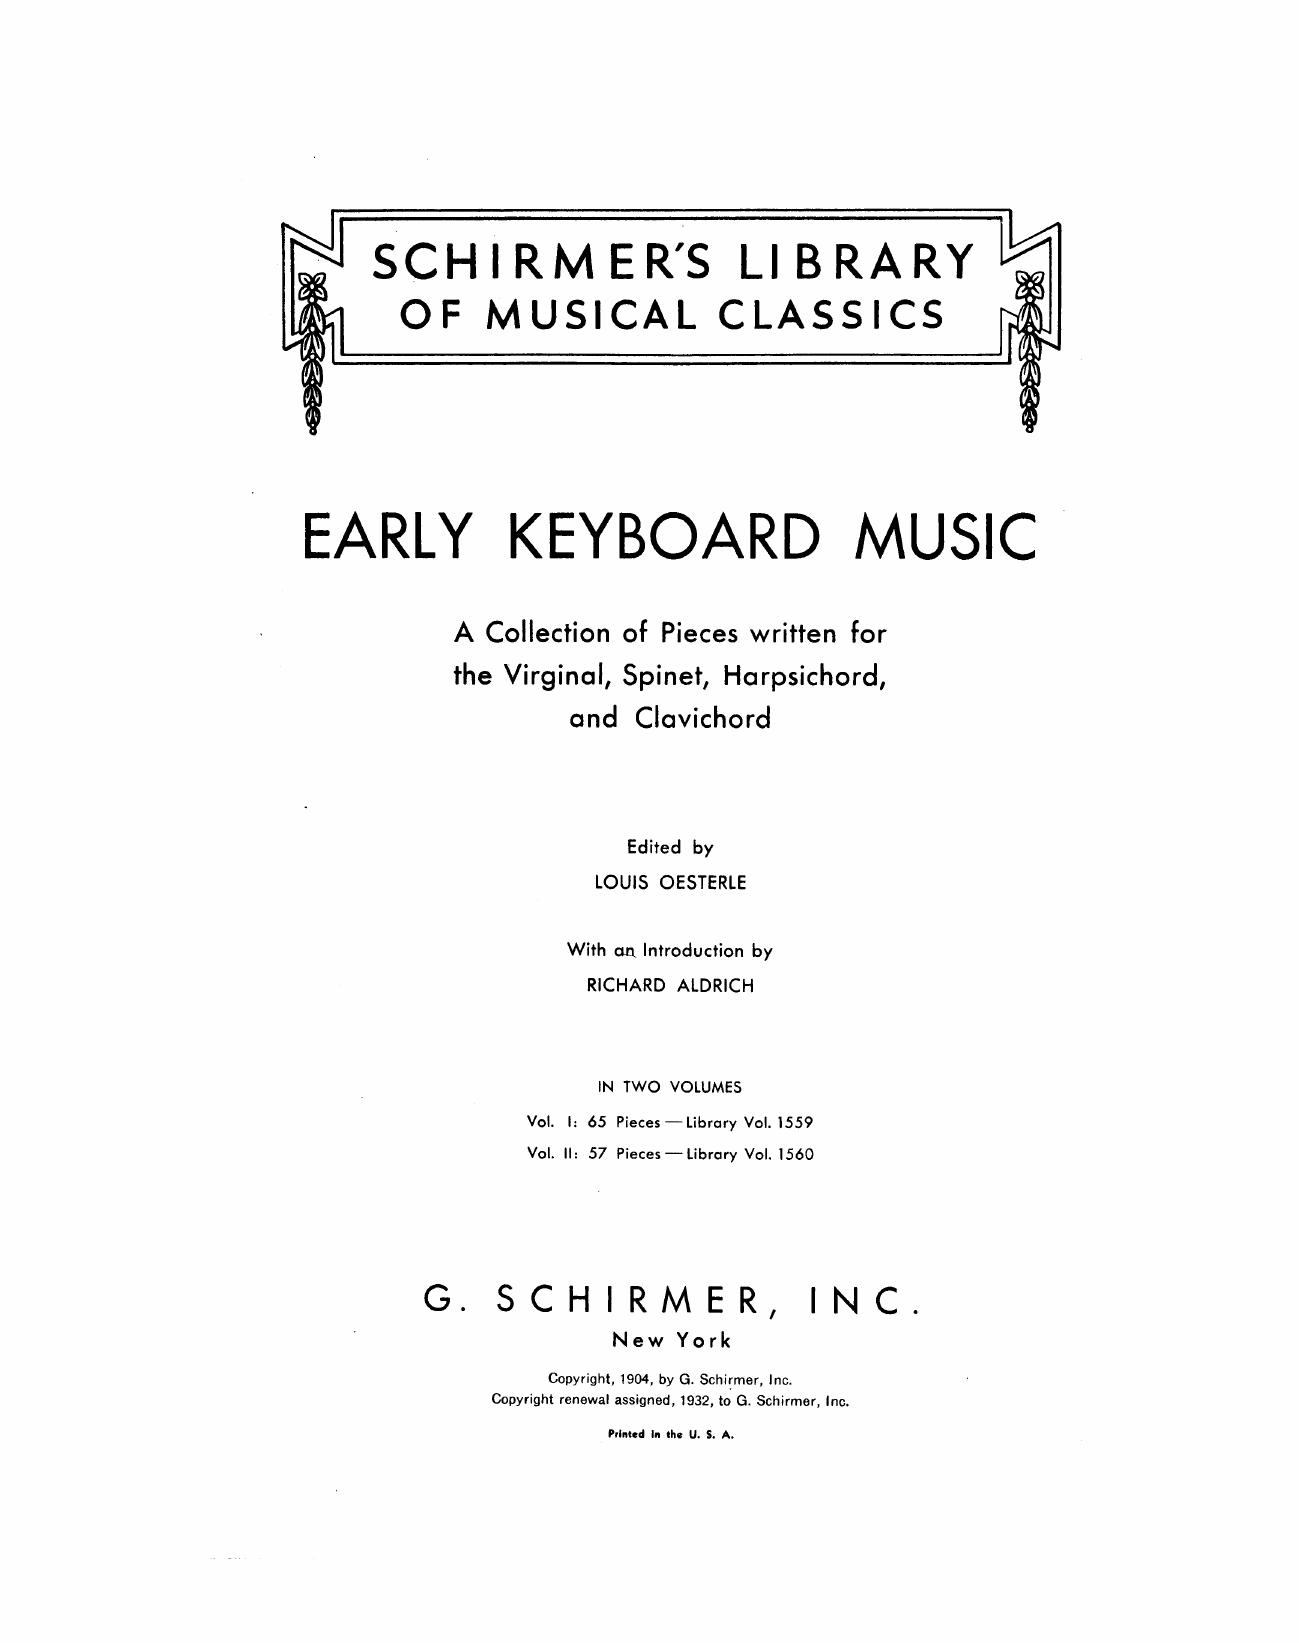 SCHIRMER'S LIBRARY
OF MUSICAL CLASSICS
EARLY KEYBOARD MUSIC
A Collection of Pieces written for
the Virginal, Spinet, Harpsichord,
and Clavichord
Edited by
LOUIS OESTERLE
With an Introduction by
RICHARD ALDRICH
IN TWO VOLUMES
Vol. I: 65 Pieces — Library Vol. 1559
Vol. II: 57 Pieces — Library Vol. 1560
G. SCHIRMER, INC.
New York
Copyright, 1904, by G. Schirmer, Inc.
Copyright renewal assigned, 1932, to G. Schirmer, Inc.
Printed in the U. S. A.